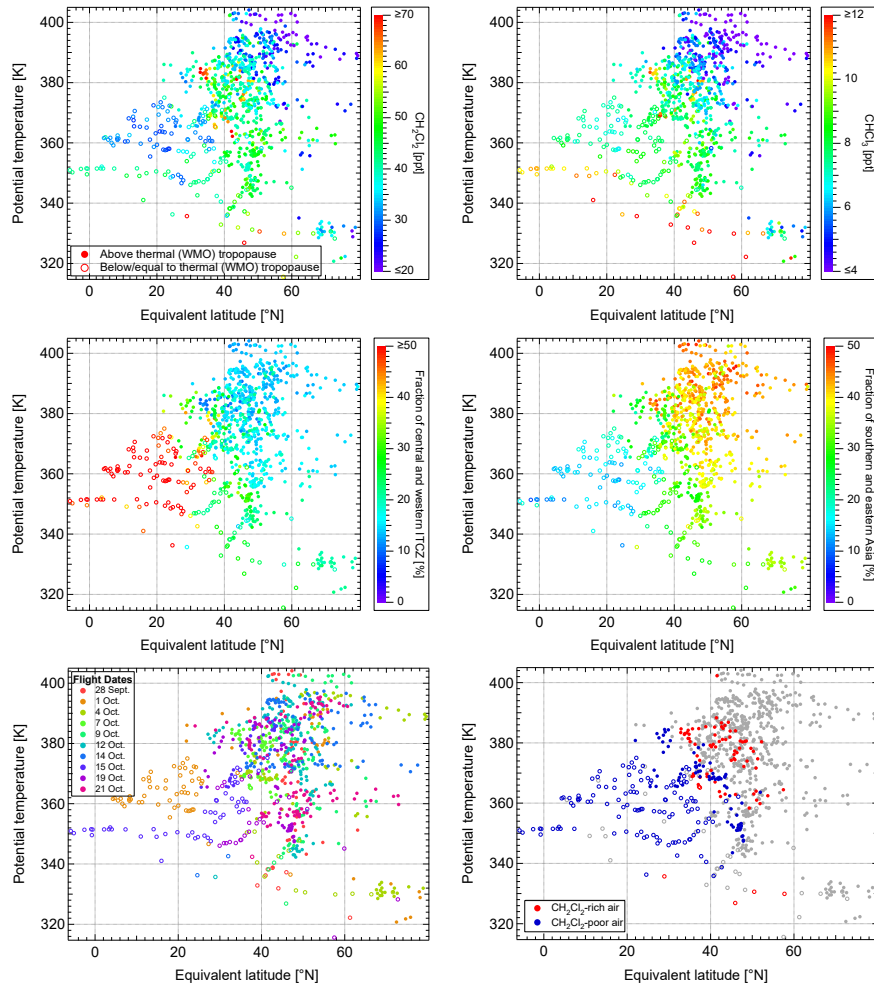 400
380
360
340
320
Potential temperature [K]
0
20
40
60
Equivalent latitude [°N]
Above thermal (WMO) tropopause
Below/equal to thermal (WMO) tropopause
≥70
60
50
40
30
≤20
CH2Cl2 [ppt]
400
380
360
340
320
Potential temperature [K]
0
20
40
60
Equivalent latitude [°N]
≥12
10
8
6
≤4
CHCl3 [ppt]
400
380
360
340
320
Potential temperature [K]
0
20
40
60
Equivalent latitude [°N]
≥50
40
30
20
10
0
Fraction of central and western ITCZ [%]
400
380
360
340
320
Potential temperature [K]
0
20
40
60
Equivalent latitude [°N]
50
40
30
20
10
0
Fraction of southern and eastern Asia [%]
400
380
360
340
320
Potential temperature [K]
0
20
40
60
Equivalent latitude [°N]
Flight Dates
28 Sept.
1 Oct.
4 Oct.
7 Oct.
9 Oct.
12 Oct.
14 Oct.
15 Oct.
19 Oct.
21 Oct.
400
380
360
340
320
Potential temperature [K]
0
20
40
60
Equivalent latitude [°N]
CH2Cl2-rich air
CH2Cl2-poor air